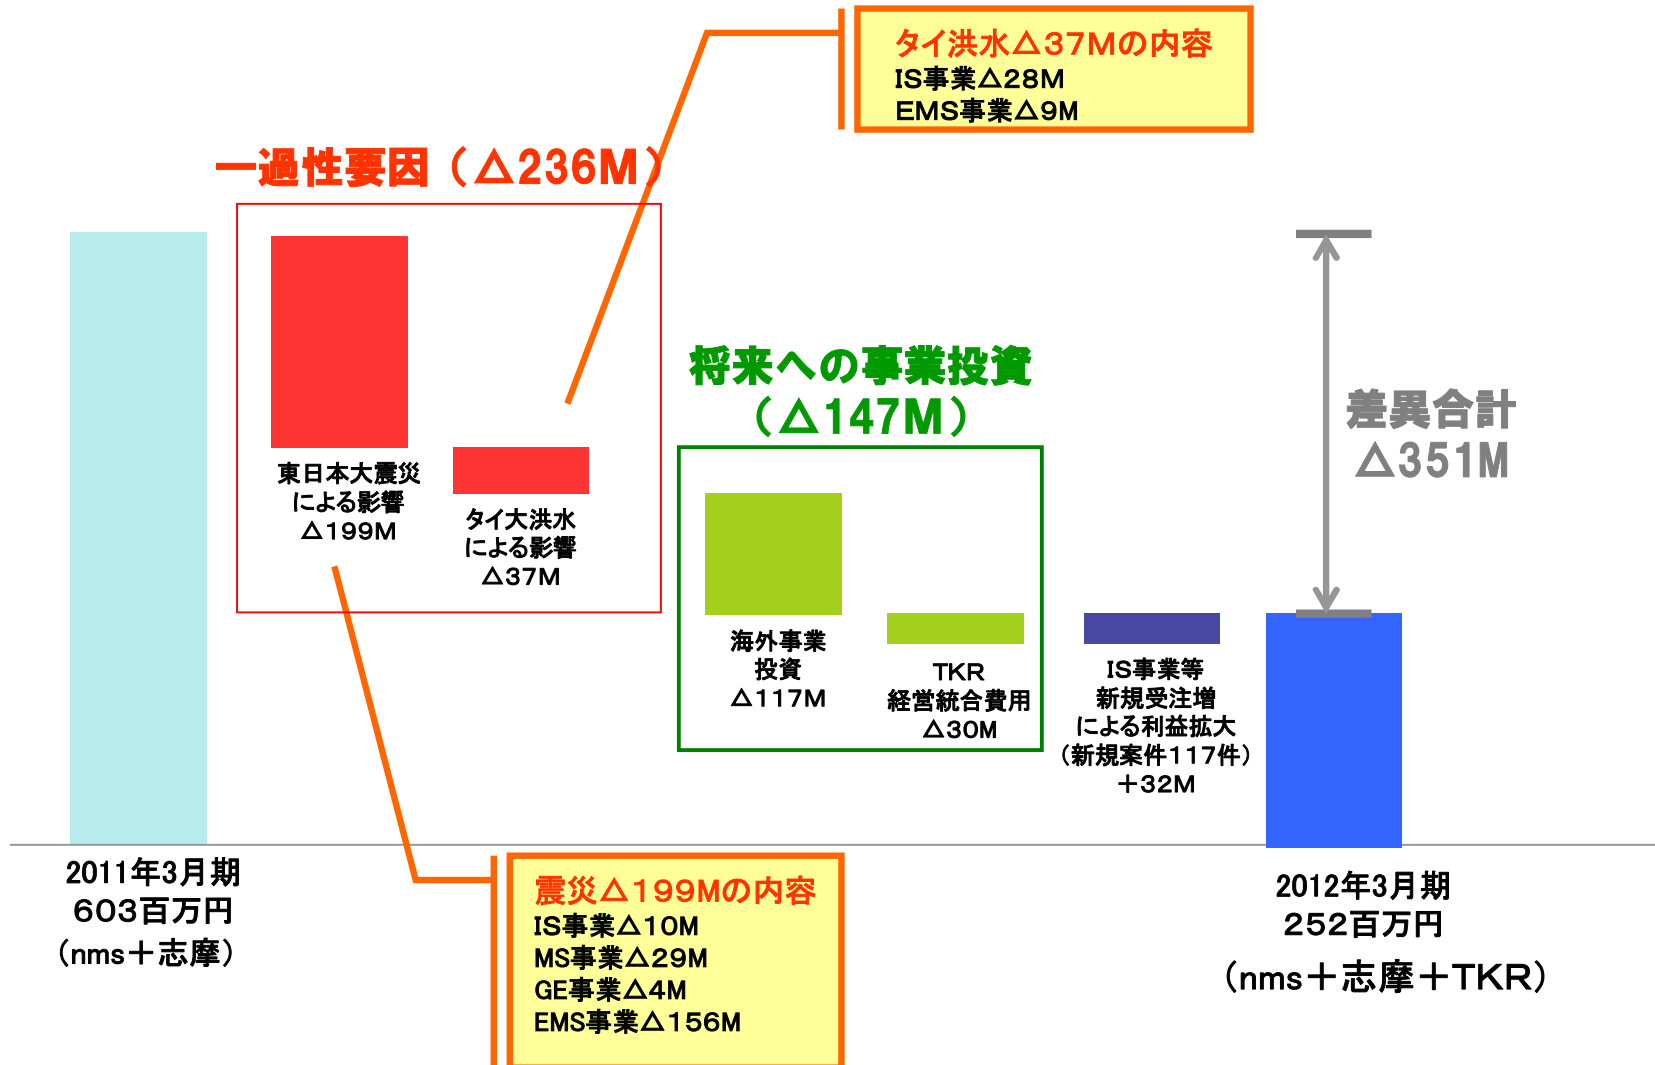 タイ洪水△37Mの内容
IS事業△28M
EMS事業△9M
一過性要因（△236M）
将来への事業投資
（△147M）
差異合計
△351M
東日本大震災
による影響
△199M
タイ大洪水
による影響
△37M
海外事業
投資
△117M
TKR
経営統合費用
△30M
IS事業等
新規受注増
による利益拡大
（新規案件117件）
＋32M
2011年3月期
603百万円
（nms＋志摩）
震災△199Mの内容
IS事業△10M
MS事業△29M
GE事業△4M
EMS事業△156M
2012年3月期
252百万円
（nms＋志摩＋TKR）